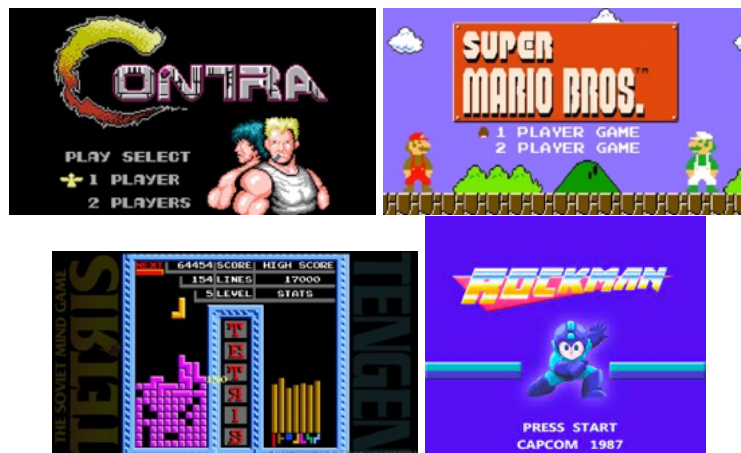 CONTRA
PLAY SELECT
1 PLAYER
2 PLAYERS
SUPER
MARIO BROS.™
1 PLAYER GAME
2 PLAYER GAME
THE SOVIET MIND GAME
TETRIS
NEXT 64454 SCORE HIGH SCORE
154 LINES 17000
5 LEVEL STATS
TETRIS
TENGEN
ROCKMAN
PRESS START
CAPCOM 1987